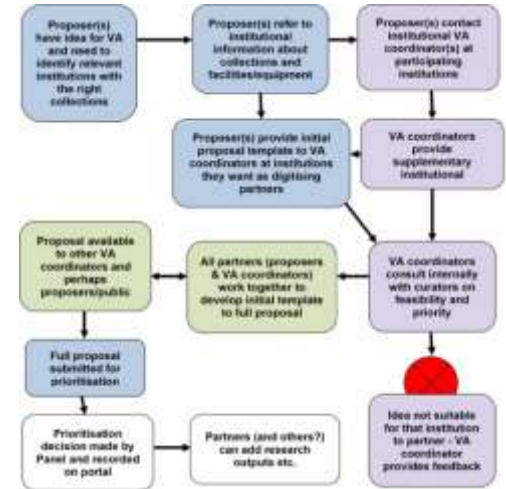 Proposer(s)
have idea for VA
and need to
identify relevant
institutions with
the right
collections
Proposer(s) refer to
institutional
information about
collections and
facilities/equipment
Proposer(s) contact
institutional VA
coordinator(s) at
participating
institutions
Proposer(s) provide initial
proposal template to VA
coordinators at institutions
they want as digitising
partners
VA coordinators
provide
supplementary
institutional
Proposal available
to other VA
coordinators and
perhaps
proposers/public
All partners (proposers
& VA coordinators)
work together to
develop initial template
to full proposal
VA coordinators
consult internally
with curators on
feasibility and
priority
Full proposal
submitted for
prioritisation
Idea not suitable
for that institution
to partner - VA
coordinator
provides feedback
Prioritisation
decision made by
Panel and recorded
on portal
Partners (and others?)
can add research
outputs etc.